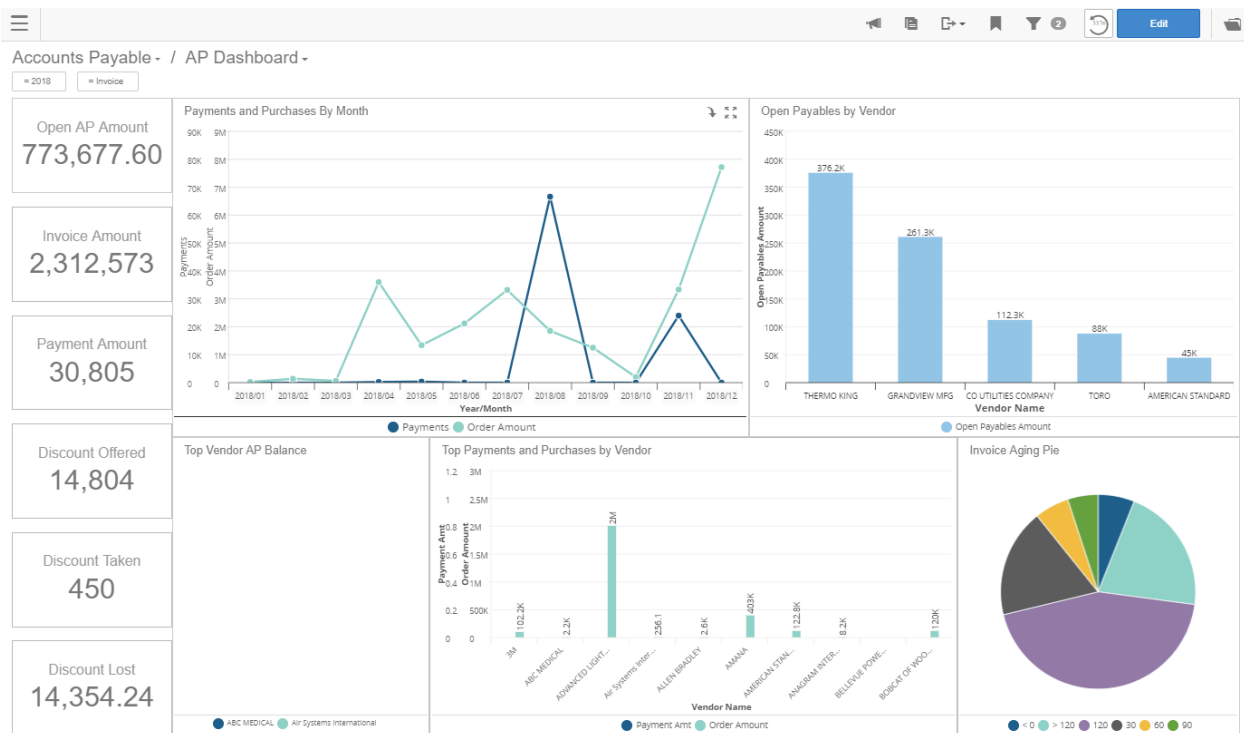 2
Edit
Accounts Payable / AP Dashboard
= 2018 = Invoice
Open AP Amount
773,677.60
Invoice Amount
2,312,573
Payment Amount
30,805
Discount Offered
14,804
Discount Taken
450
Discount Lost
14,354.24
Payments and Purchases By Month
90K 9M
80K 8M
70K 7M
60K 6M
50K 5M
40K 4M
30K 3M
20K 2M
10K 1M
0 0
Payments
Order Amount
2018/01 2018/02 2018/03 2018/04 2018/05 2018/06 2018/07 2018/08 2018/09 2018/10 2018/11 2018/12
Year/Month
Payments Order Amount
Open Payables by Vendor
450K
400K
350K
300K
250K
200K
150K
100K
50K
0
Open Payables Amount
376.2K
261.3K
112.3K
88K
45K
THERMO KING GRANDVIEW MFG CO UTILITIES COMPANY TORO AMERICAN STANDARD
Vendor Name
Open Payables Amount
Top Vendor AP Balance
ABC MEDICAL Air Systems International
Top Payments and Purchases by Vendor
1.2 3M
1 2.5M
0.8 2M
0.6 1.5M
0.4 1M
0.2 500K
0 0
Payment Amt
Order Amount
102.2K 2.2K 2M 256.1 2.6K 403K 122.8K 8.2K 120K
3M ABC MEDICAL ADVANCED LIGHT... Air Systems Inter... ALLEN BRADLEY AMANA AMERICAN STAN... ANAGRAM INTER... BELLEVUE POWE... BOBCAT OF WOO...
Vendor Name
Payment Amt Order Amount
Invoice Aging Pie
< 0 > 120 120 30 60 90